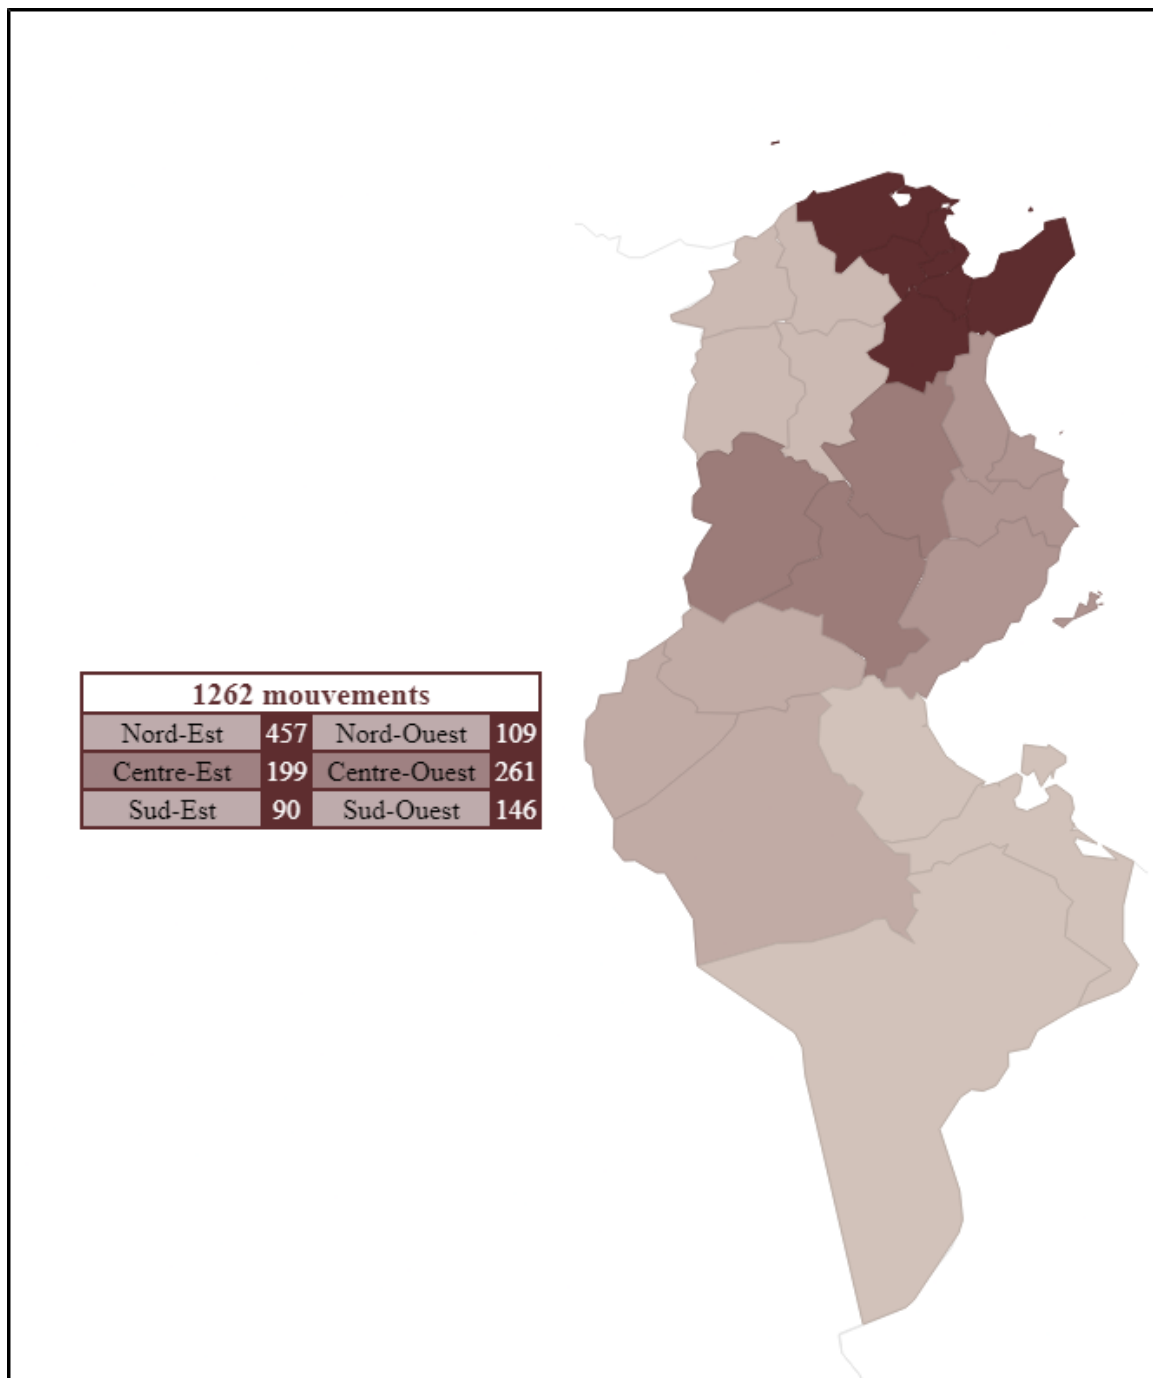 1262 mouvements
Nord-Est 457 Nord-Ouest 109
Centre-Est 199 Centre-Ouest 261
Sud-Est 90 Sud-Ouest 146